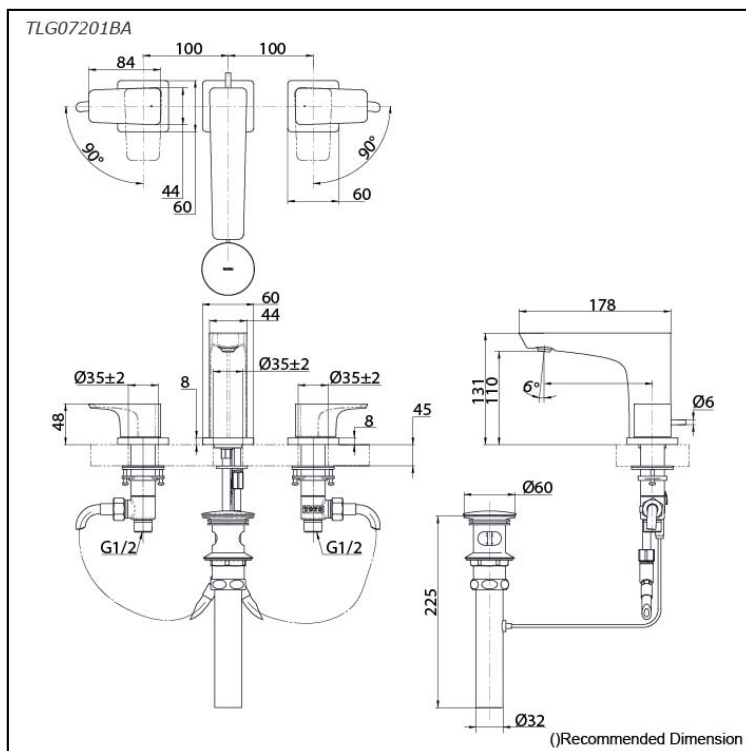 TLG07201BA
100 100
84
90°
90°
44
60
60
60
44
178
Ø35±2
Ø35±2
Ø35±2
8
8
45
48
131
110
6°
Ø6
Ø60
TOTO
G1/2
G1/2
225
Ø32
()Recommended Dimension